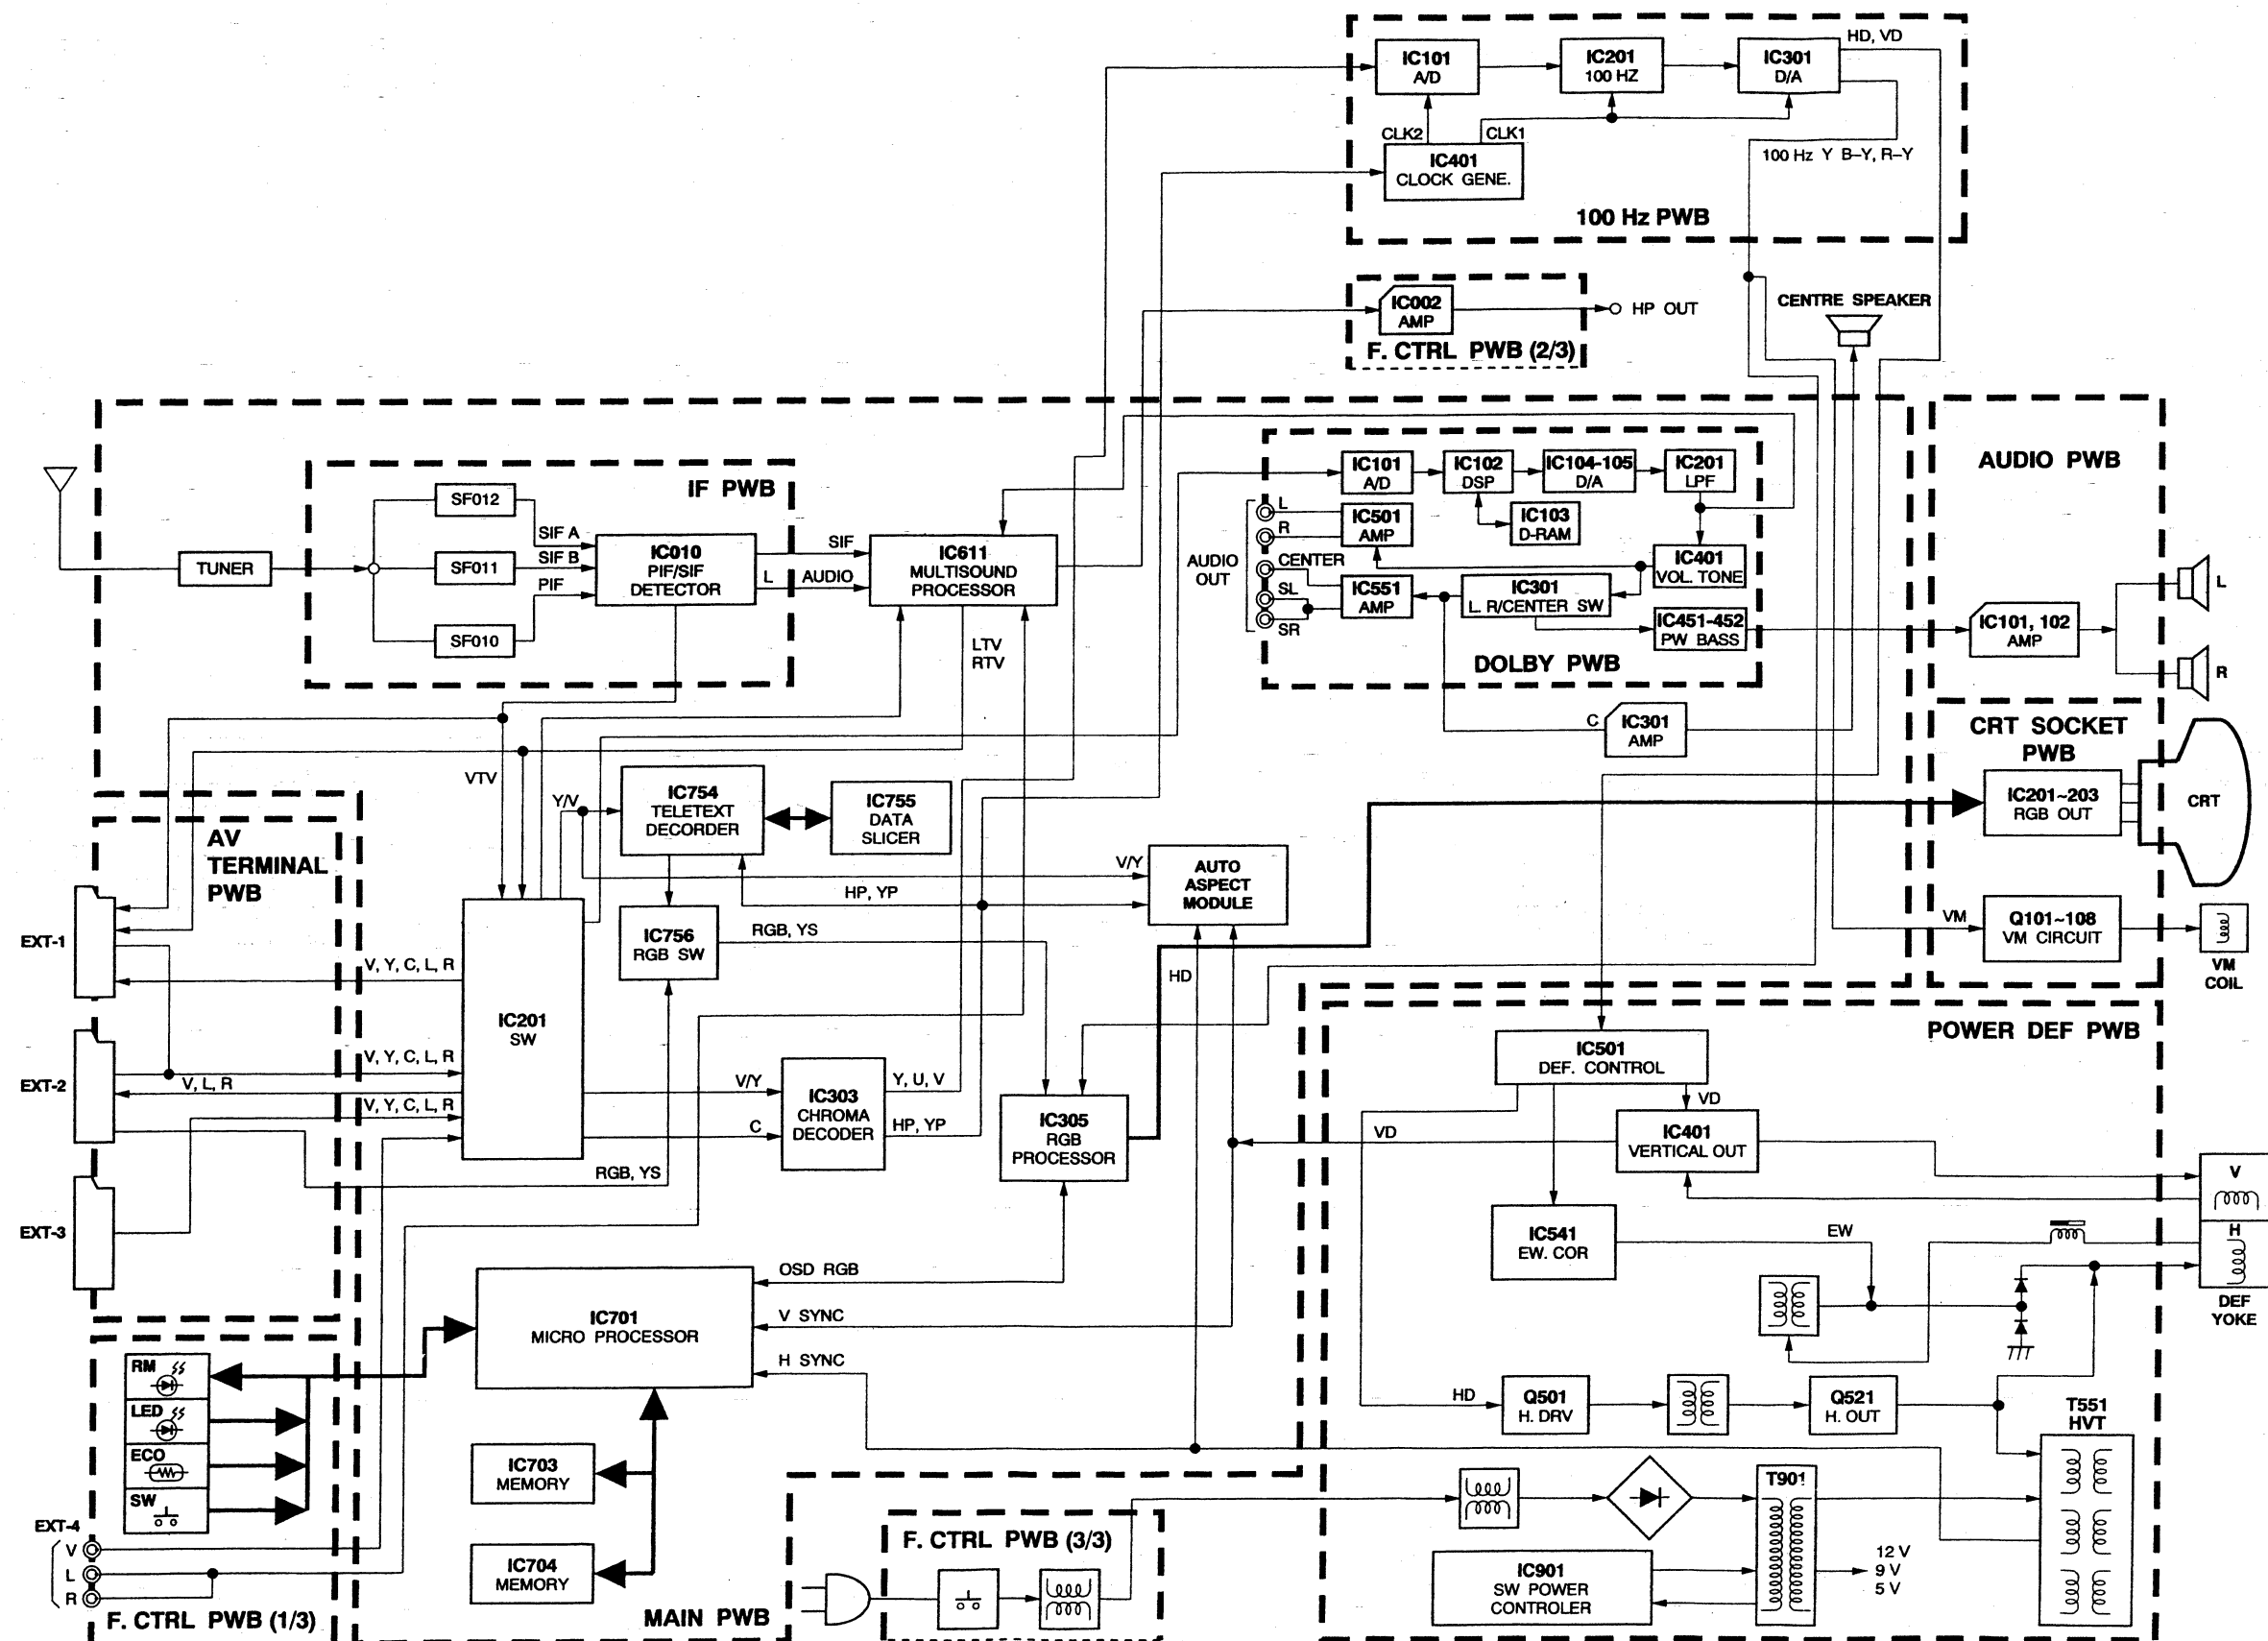 HD, VD
IC101
A/D
IC201
100 HZ
IC301
D/A
CLK2
CLK1
IC401
CLOCK GENE.
100 Hz Y B–Y, R–Y
100 Hz PWB
IC002
AMP
HP OUT
F. CTRL PWB (2/3)
CENTRE SPEAKER
IF PWB
SF012
SIF A
TUNER
SF011
SIF B
PIF
SF010
IC010
PIF/SIF
DETECTOR
SIF
L AUDIO
IC611
MULTISOUND
PROCESSOR
LTV
RTV
IC101
A/D
IC102
DSP
IC104-105
D/A
IC201
LPF
L
R
IC501
AMP
IC103
D-RAM
AUDIO
OUT
CENTER
SL
SR
IC551
AMP
IC301
L. R/CENTER SW
IC401
VOL. TONE
IC451-452
PW BASS
DOLBY PWB
C
IC301
AMP
AUDIO PWB
IC101, 102
AMP
L
R
CRT SOCKET
PWB
IC201~203
RGB OUT
CRT
VM
Q101~108
VM CIRCUIT
VM
COIL
VTV
Y/V
IC754
TELETEXT
DECORDER
IC755
DATA
SLICER
V/Y
HP, YP
AUTO
ASPECT
MODULE
AV
TERMINAL
PWB
EXT-1
V, Y, C, L, R
IC201
SW
IC756
RGB SW
RGB, YS
HD
EXT-2
V, Y, C, L, R
V, L, R
V, Y, C, L, R
V/Y
C
IC303
CHROMA
DECODER
Y, U, V
HP, YP
IC305
RGB
PROCESSOR
RGB, YS
EXT-3
POWER DEF PWB
IC501
DEF. CONTROL
VD
VD
IC401
VERTICAL OUT
IC541
EW. COR
EW
V
H
DEF
YOKE
OSD RGB
V SYNC
H SYNC
IC701
MICRO PROCESSOR
RM
LED
ECO
SW
IC703
MEMORY
IC704
MEMORY
EXT-4
V
L
R
F. CTRL PWB (1/3)
MAIN PWB
F. CTRL PWB (3/3)
HD
Q501
H. DRV
Q521
H. OUT
T551
HVT
T901
IC901
SW POWER
CONTROLER
12 V
9 V
5 V